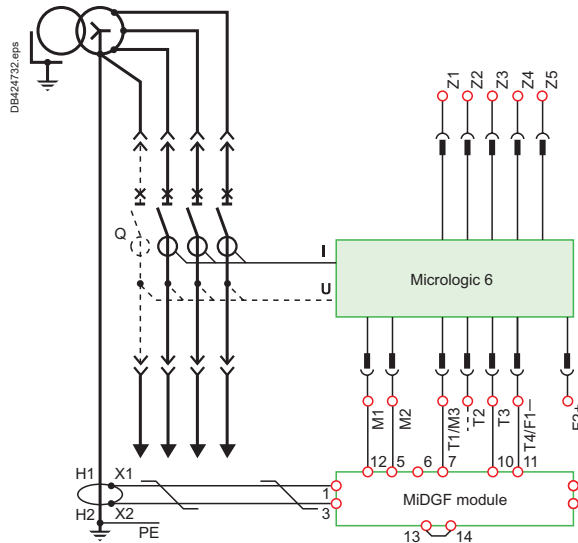 DB424732.eps
Z1
Z2
Z3
Z4
Z5
Q
I
U
Micrologic 6
M1
M2
T1/M3
T2
T3
T4/F1—
F2+
12
5
6
7
10
11
H1
X1
1
MiDGF module
3
H2
X2
PE
13
14